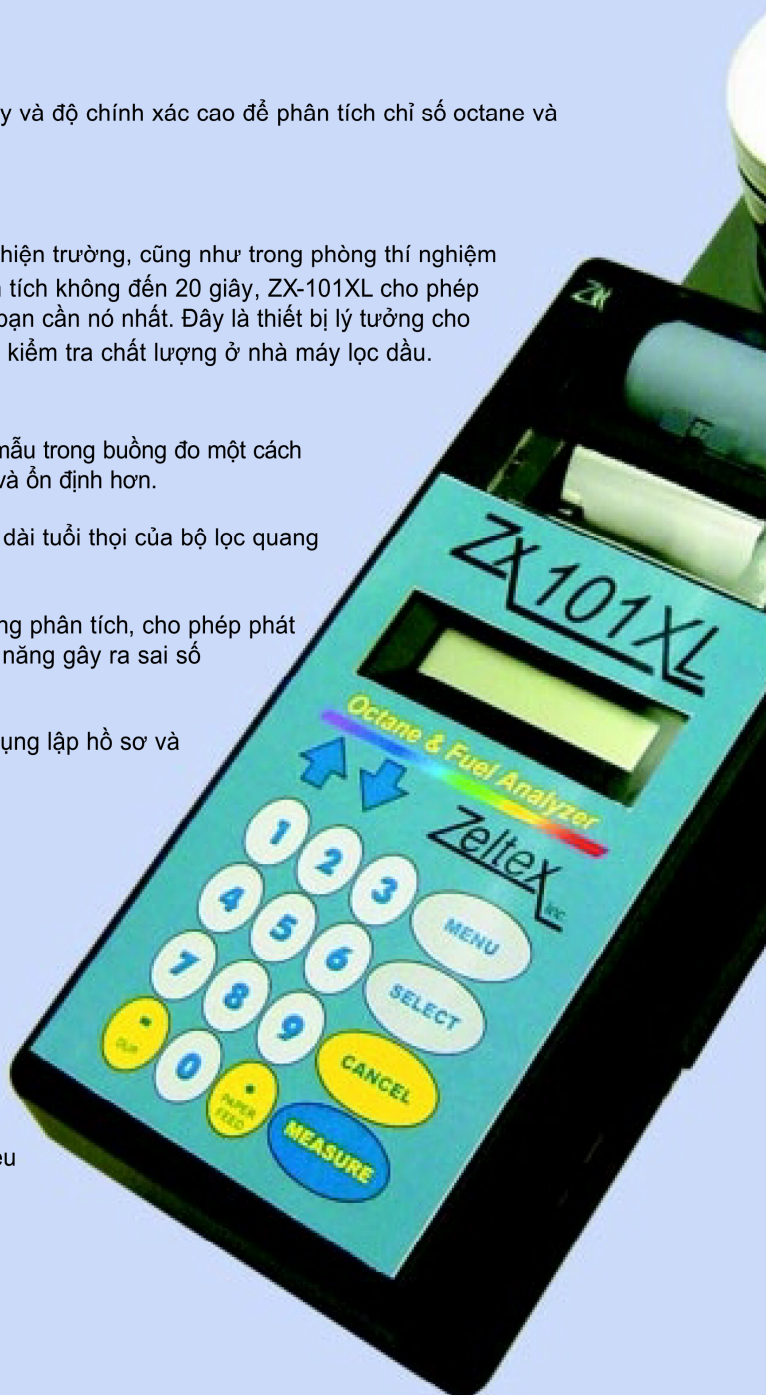 y và độ chính xác cao để phân tích chỉ số octane và
hiện trường, cũng như trong phòng thí nghiệm
tích không đến 20 giây, ZX-101XL cho phép
bạn cần nó nhất. Đây là thiết bị lý tưởng cho
kiểm tra chất lượng ở nhà máy lọc dầu.
mẫu trong buồng đo một cách
và ổn định hơn.
dài tuổi thọi của bộ lọc quang
ng phân tích, cho phép phát
năng gây ra sai số
ụng lập hồ sơ và
ZX
ZX101XL
Octane & Fuel Analyzer
Zeltex inc.
1 2 3 MENU
4 5 6 SELECT
7 8 9 CANCEL
- 0 . PAPER FEED MEASURE